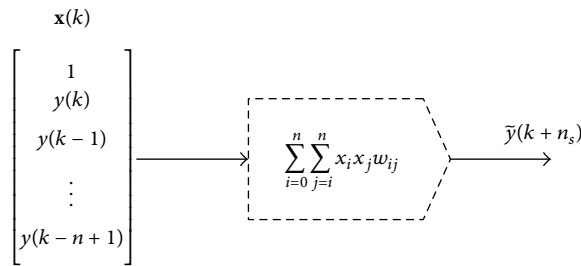 x(k)
1
y(k)
y(k − 1)
⋮
y(k − n + 1)
n n
∑ ∑ x_i x_j w_{ij}
i=0 j=i
ỹ(k + n_s)